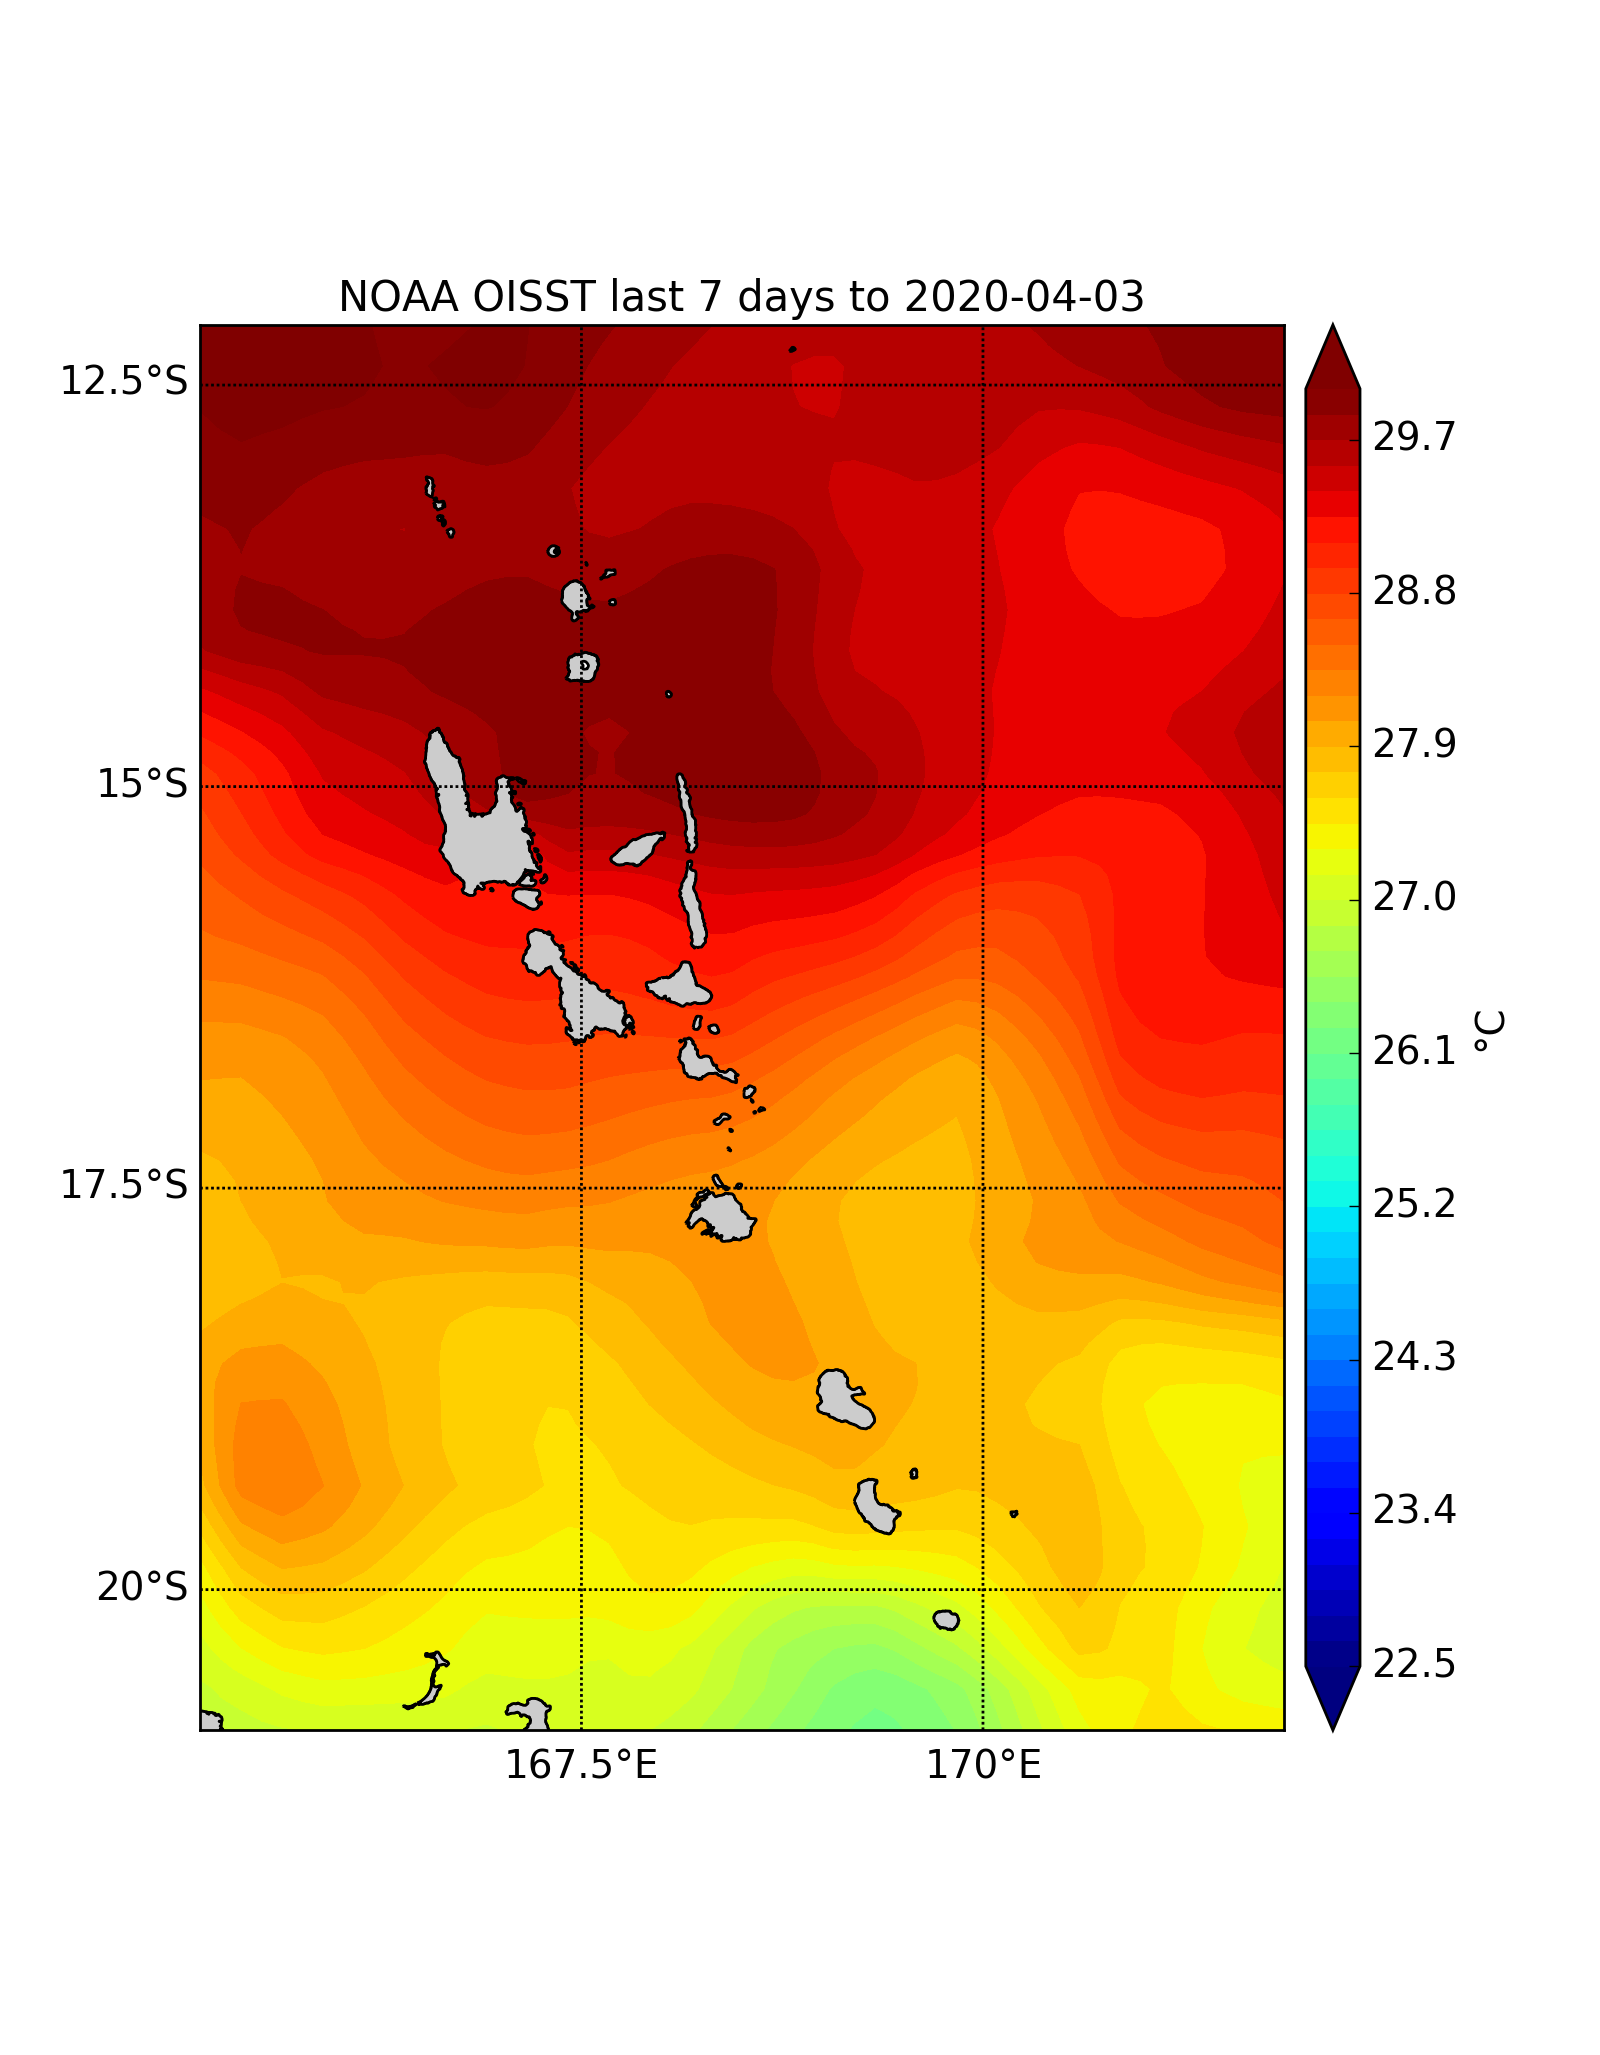 NOAA OISST last 7 days to 2020-04-03
12.5°S
15°S
17.5°S
20°S
167.5°E
170°E
29.7
28.8
27.9
27.0
26.1
25.2
24.3
23.4
22.5
°C